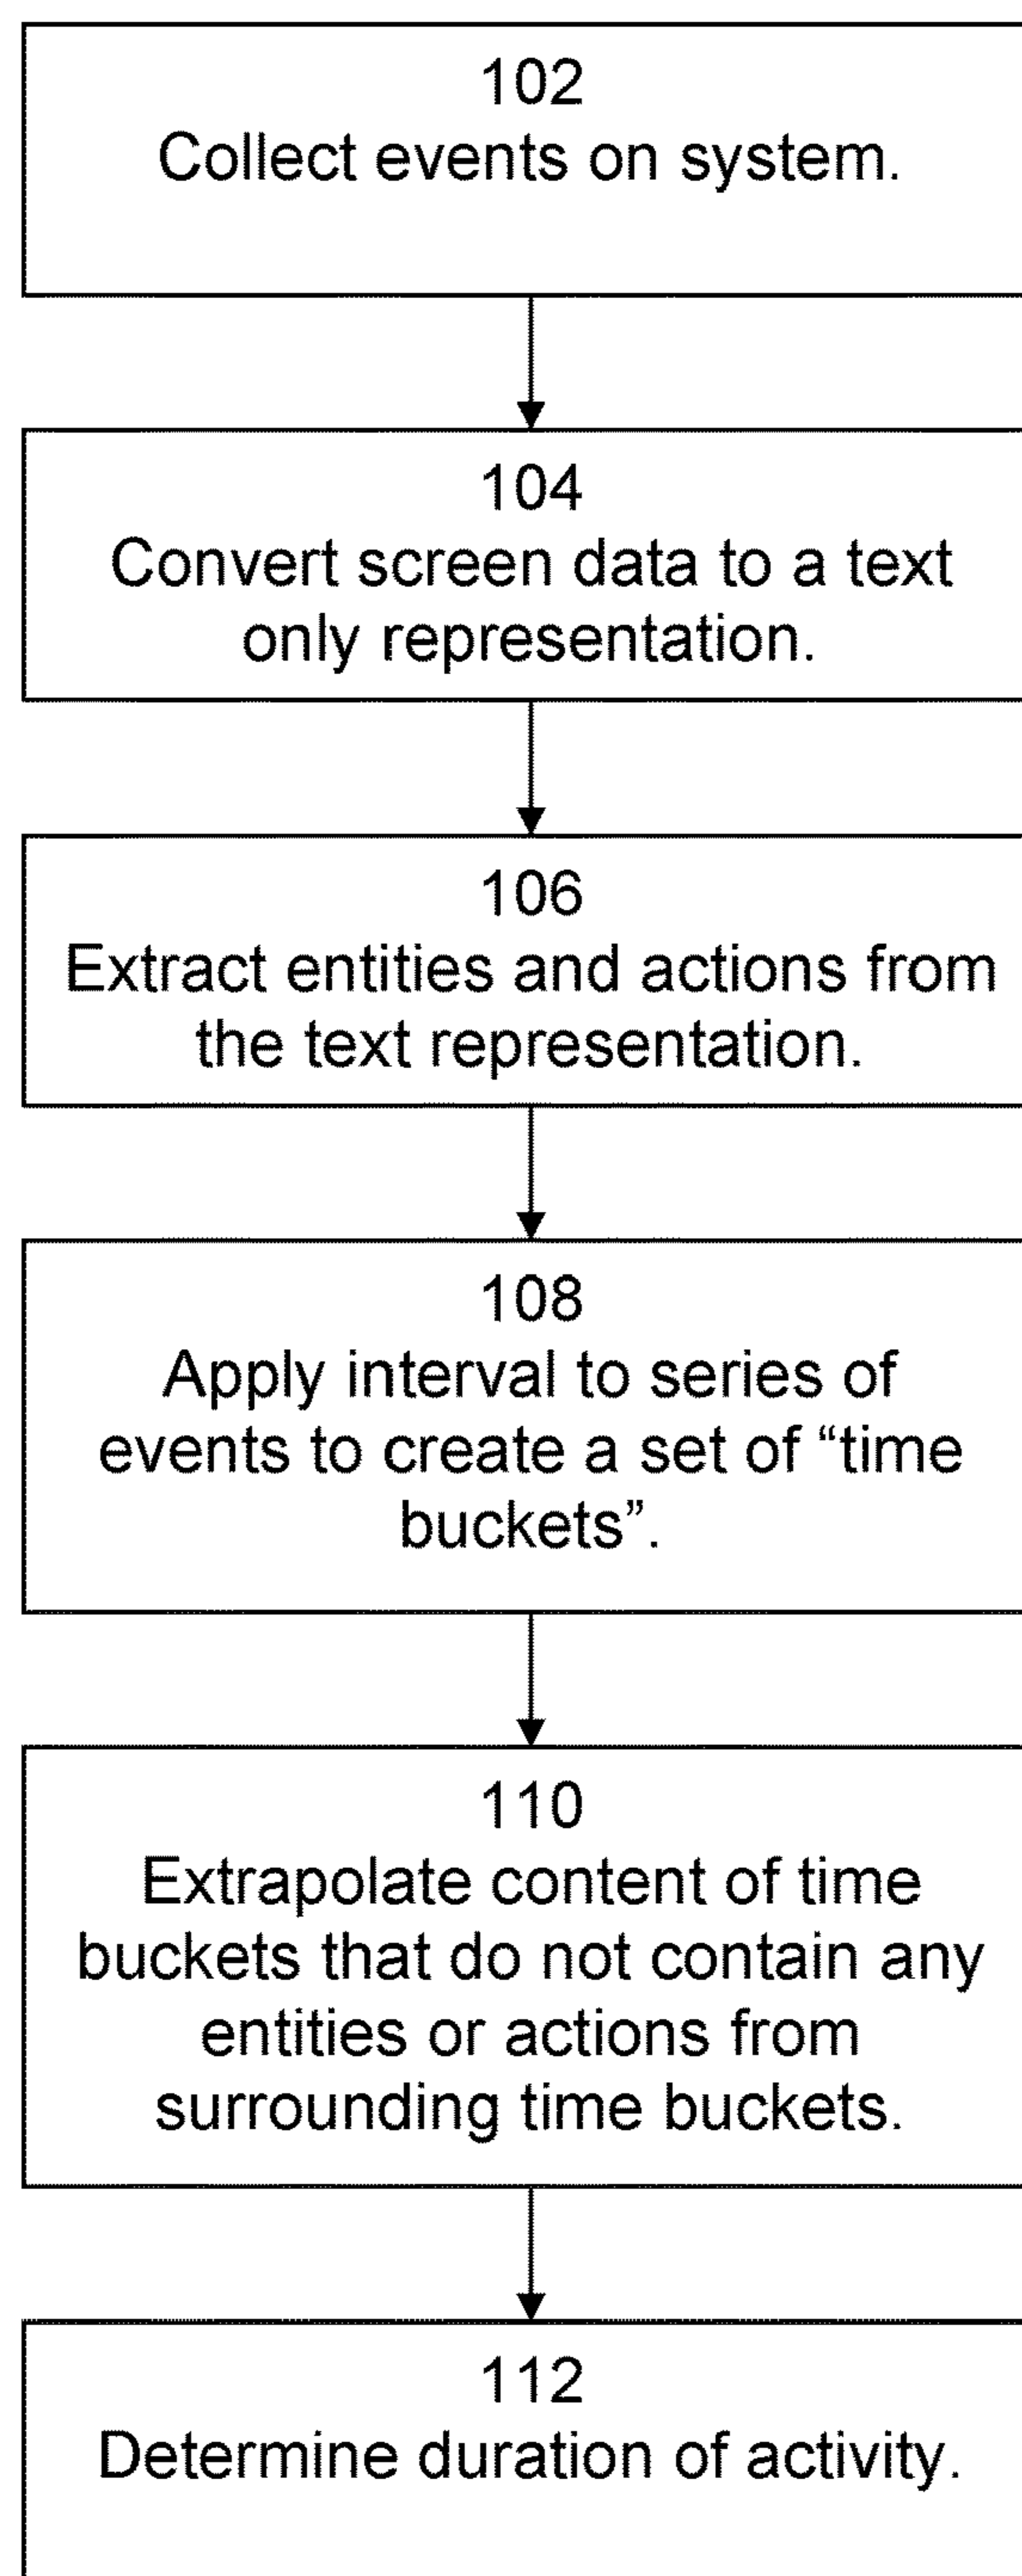 102
Collect events on system.
104
Convert screen data to a text
only representation.
106
Extract entities and actions from
the text representation.
108
Apply interval to series of
events to create a set of “time
buckets”.
110
Extrapolate content of time
buckets that do not contain any
entities or actions from
surrounding time buckets.
112
Determine duration of activity.